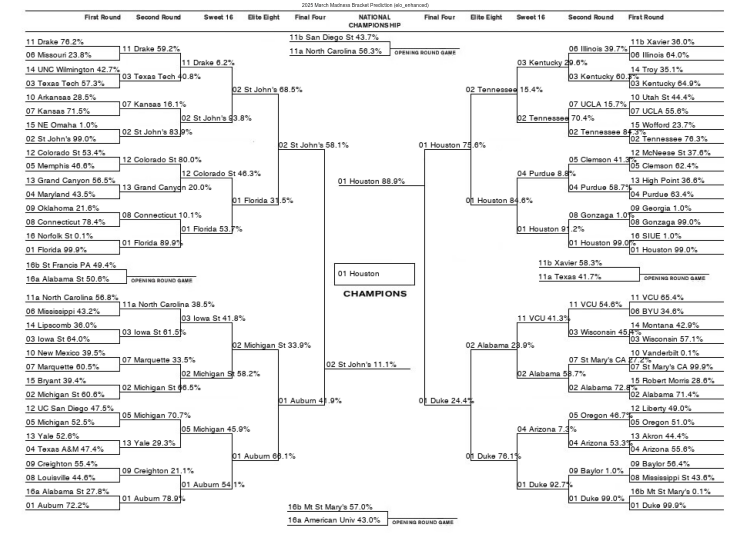 2025 March Madness Bracket Prediction (elo_enhanced)
First Round
Second Round
Sweet 16
Elite Eight
Final Four
NATIONAL
CHAMPIONSHIP
Final Four
Elite Eight
Sweet 16
Second Round
First Round
11 Drake 76.2%
06 Missouri 23.8%
14 UNC Wilmington 42.7%
03 Texas Tech 57.3%
10 Arkansas 28.5%
07 Kansas 71.5%
15 NE Omaha 1.0%
02 St John's 99.0%
12 Colorado St 53.4%
05 Memphis 46.6%
13 Grand Canyon 56.5%
04 Maryland 43.5%
09 Oklahoma 21.6%
08 Connecticut 78.4%
16 Norfolk St 0.1%
01 Florida 99.9%
11 Drake 59.2%
03 Texas Tech 40.8%
07 Kansas 16.1%
02 St John's 83.9%
12 Colorado St 80.0%
13 Grand Canyon 20.0%
08 Connecticut 10.1%
01 Florida 89.9%
11 Drake 6.2%
02 St John's 93.8%
12 Colorado St 46.3%
01 Florida 53.7%
02 St John's 68.5%
01 Florida 31.5%
02 St John's 58.1%
11b San Diego St 43.7%
11a North Carolina 56.3%
OPENING ROUND GAME
16b St Francis PA 49.4%
16a Alabama St 50.6%
OPENING ROUND GAME
11a North Carolina 56.8%
06 Mississippi 43.2%
14 Lipscomb 36.0%
03 Iowa St 64.0%
10 New Mexico 39.5%
07 Marquette 60.5%
15 Bryant 39.4%
02 Michigan St 60.6%
12 UC San Diego 47.5%
05 Michigan 52.5%
13 Yale 52.6%
04 Texas A&M 47.4%
09 Creighton 55.4%
08 Louisville 44.6%
16a Alabama St 27.8%
01 Auburn 72.2%
11a North Carolina 38.5%
03 Iowa St 61.5%
07 Marquette 33.5%
02 Michigan St 66.5%
05 Michigan 70.7%
13 Yale 29.3%
09 Creighton 21.1%
01 Auburn 78.9%
03 Iowa St 41.8%
02 Michigan St 58.2%
05 Michigan 45.9%
01 Auburn 54.1%
02 Michigan St 33.9%
01 Auburn 66.1%
01 Auburn 41.9%
01 Houston 88.9%
01 Houston
CHAMPIONS
02 St John's 11.1%
01 Houston 75.6%
02 Tennessee 15.4%
01 Houston 84.6%
03 Kentucky 29.6%
02 Tennessee 70.4%
04 Purdue 8.8%
01 Houston 91.2%
06 Illinois 39.7%
03 Kentucky 60.3%
07 UCLA 15.7%
02 Tennessee 84.3%
05 Clemson 41.3%
04 Purdue 58.7%
08 Gonzaga 1.0%
01 Houston 99.0%
11b Xavier 36.0%
06 Illinois 64.0%
14 Troy 35.1%
03 Kentucky 64.9%
10 Utah St 44.4%
07 UCLA 55.6%
15 Wofford 23.7%
02 Tennessee 76.3%
12 McNeese St 37.6%
05 Clemson 62.4%
13 High Point 36.6%
04 Purdue 63.4%
09 Georgia 1.0%
08 Gonzaga 99.0%
16 SIUE 1.0%
01 Houston 99.0%
11b Xavier 58.3%
11a Texas 41.7%
OPENING ROUND GAME
01 Duke 24.4%
02 Alabama 23.9%
01 Duke 76.1%
11 VCU 41.3%
02 Alabama 58.7%
04 Arizona 7.3%
01 Duke 92.7%
11 VCU 54.6%
03 Wisconsin 45.4%
07 St Mary's CA 27.2%
02 Alabama 72.8%
05 Oregon 46.7%
04 Arizona 53.3%
09 Baylor 1.0%
01 Duke 99.0%
11 VCU 65.4%
06 BYU 34.6%
14 Montana 42.9%
03 Wisconsin 57.1%
10 Vanderbilt 0.1%
07 St Mary's CA 99.9%
15 Robert Morris 28.6%
02 Alabama 71.4%
12 Liberty 49.0%
05 Oregon 51.0%
13 Akron 44.4%
04 Arizona 55.6%
09 Baylor 56.4%
08 Mississippi St 43.6%
16b Mt St Mary's 0.1%
01 Duke 99.9%
16b Mt St Mary's 57.0%
16a American Univ 43.0%
OPENING ROUND GAME